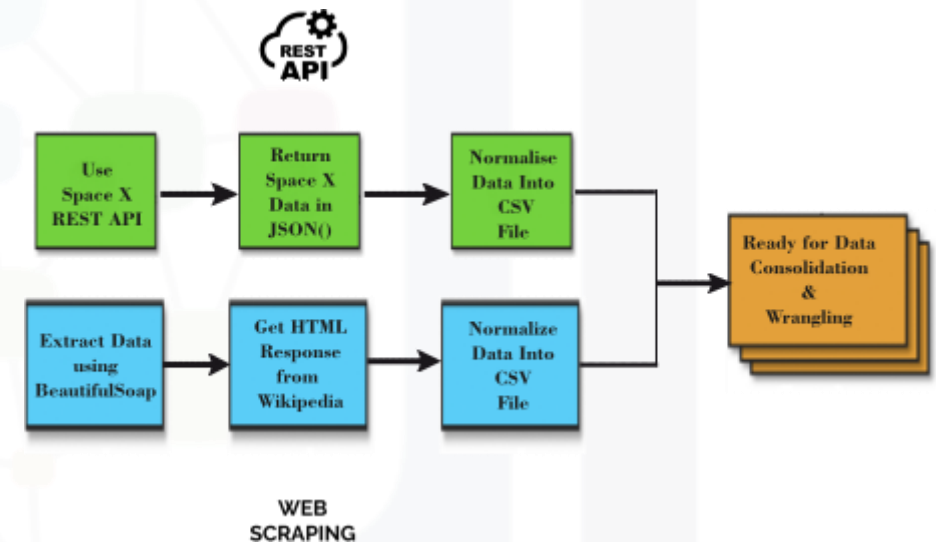 REST
API
Use
Space X
REST API
Return
Space X
Data in
JSON()
Normalise
Data Into
CSV
File
Ready for Data
Consolidation
&
Wrangling
Extract Data
using
BeautifulSoap
Get HTML
Response
from
Wikipedia
Normalize
Data Into
CSV
File
WEB
SCRAPING